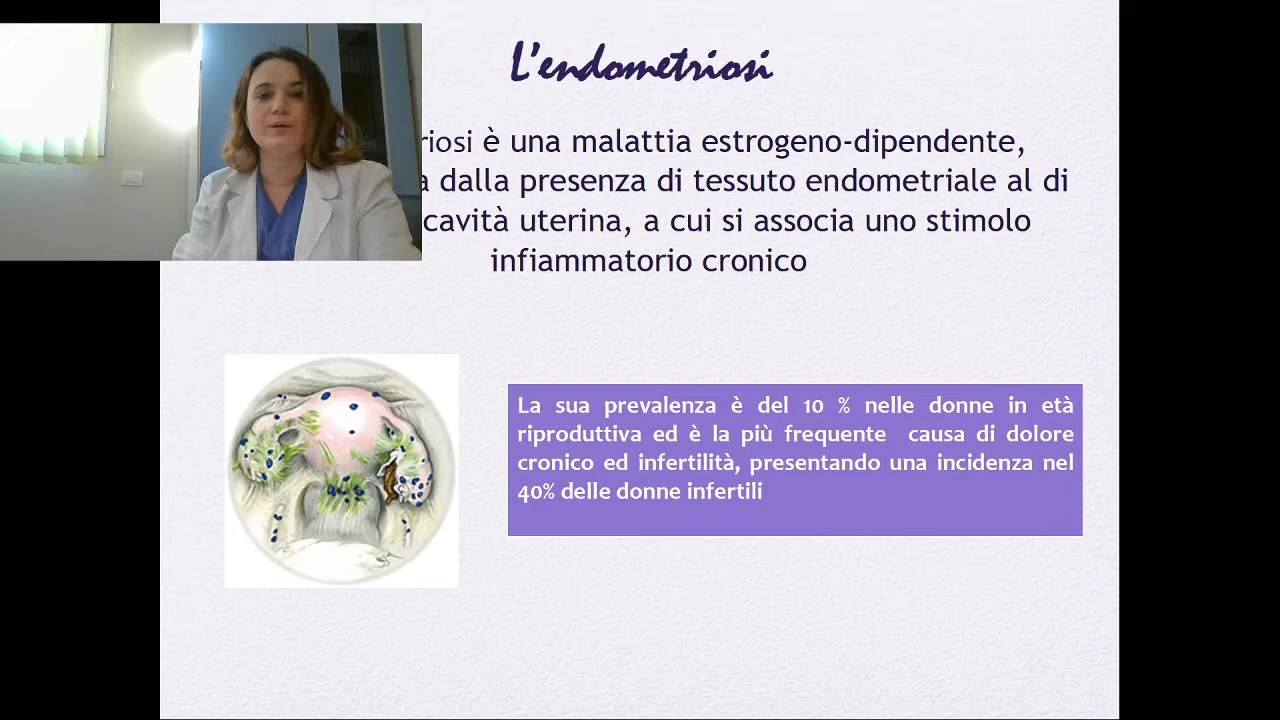 L'endometriosi
è una malattia estrogeno-dipendente,
dalla presenza di tessuto endometriale al di
cavità uterina, a cui si associa uno stimolo
infiammatorio cronico
La sua prevalenza è del 10 % nelle donne in età
riproduttiva ed è la più frequente causa di dolore
cronico ed infertilità, presentando una incidenza nel
40% delle donne infertili